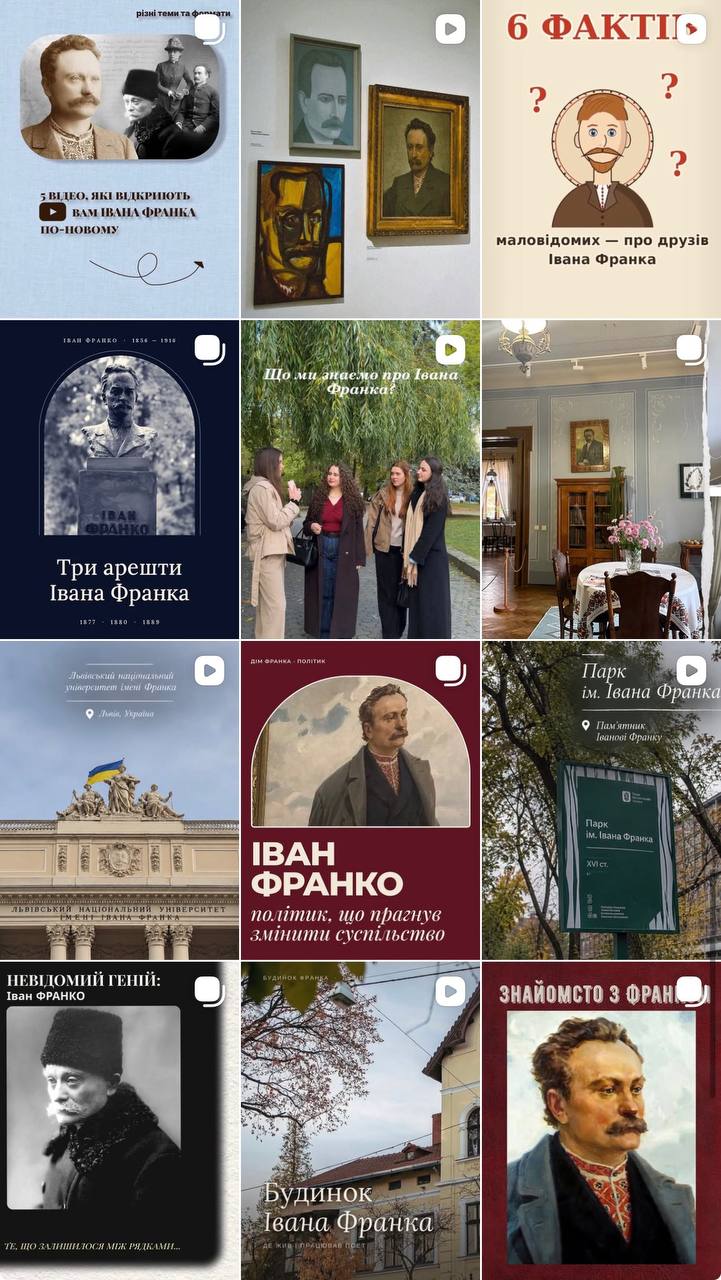 різні теми та формати
5 ВІДЕО, ЯКІ ВІДКРИЮТЬ
ВАМ ІВАНА ФРАНКА
ПО-НОВОМУ
6 ФАКТІВ
?
?
?
маловідомих — про друзів
Івана Франка
ІВАН ФРАНКО · 1856 — 1916
ІВАН
ФРАНКО
Три арешти
Івана Франка
1877 · 1880 · 1889
Що ми знаємо про Івана
Франка?
Львівський національний
університет імені Франка
Львів, Україна
ЛЬВІВСЬКИЙ НАЦІОНАЛЬНИЙ УНІВЕРСИТЕТ
ІМЕНІ ІВАНА ФРАНКА
ДІМ ФРАНКА · ПОЛІТИК
ІВАН
ФРАНКО
політик, що прагнув
змінити суспільство
Парк
ім. Івана Франка
Пам'ятник
Іванові Франку
Парк
ім. Івана Франка
XVI ст.
НЕВІДОМИЙ ГЕНІЙ:
Іван ФРАНКО
ТЕ, ЩО ЗАЛИШИЛОСЯ МІЖ РЯДКАМИ...
БУДИНОК ФРАНКА
Будинок
Івана Франка
ДЕ ЖИВ І ПРАЦЮВАВ ПОЕТ
ЗНАЙОМСТО З